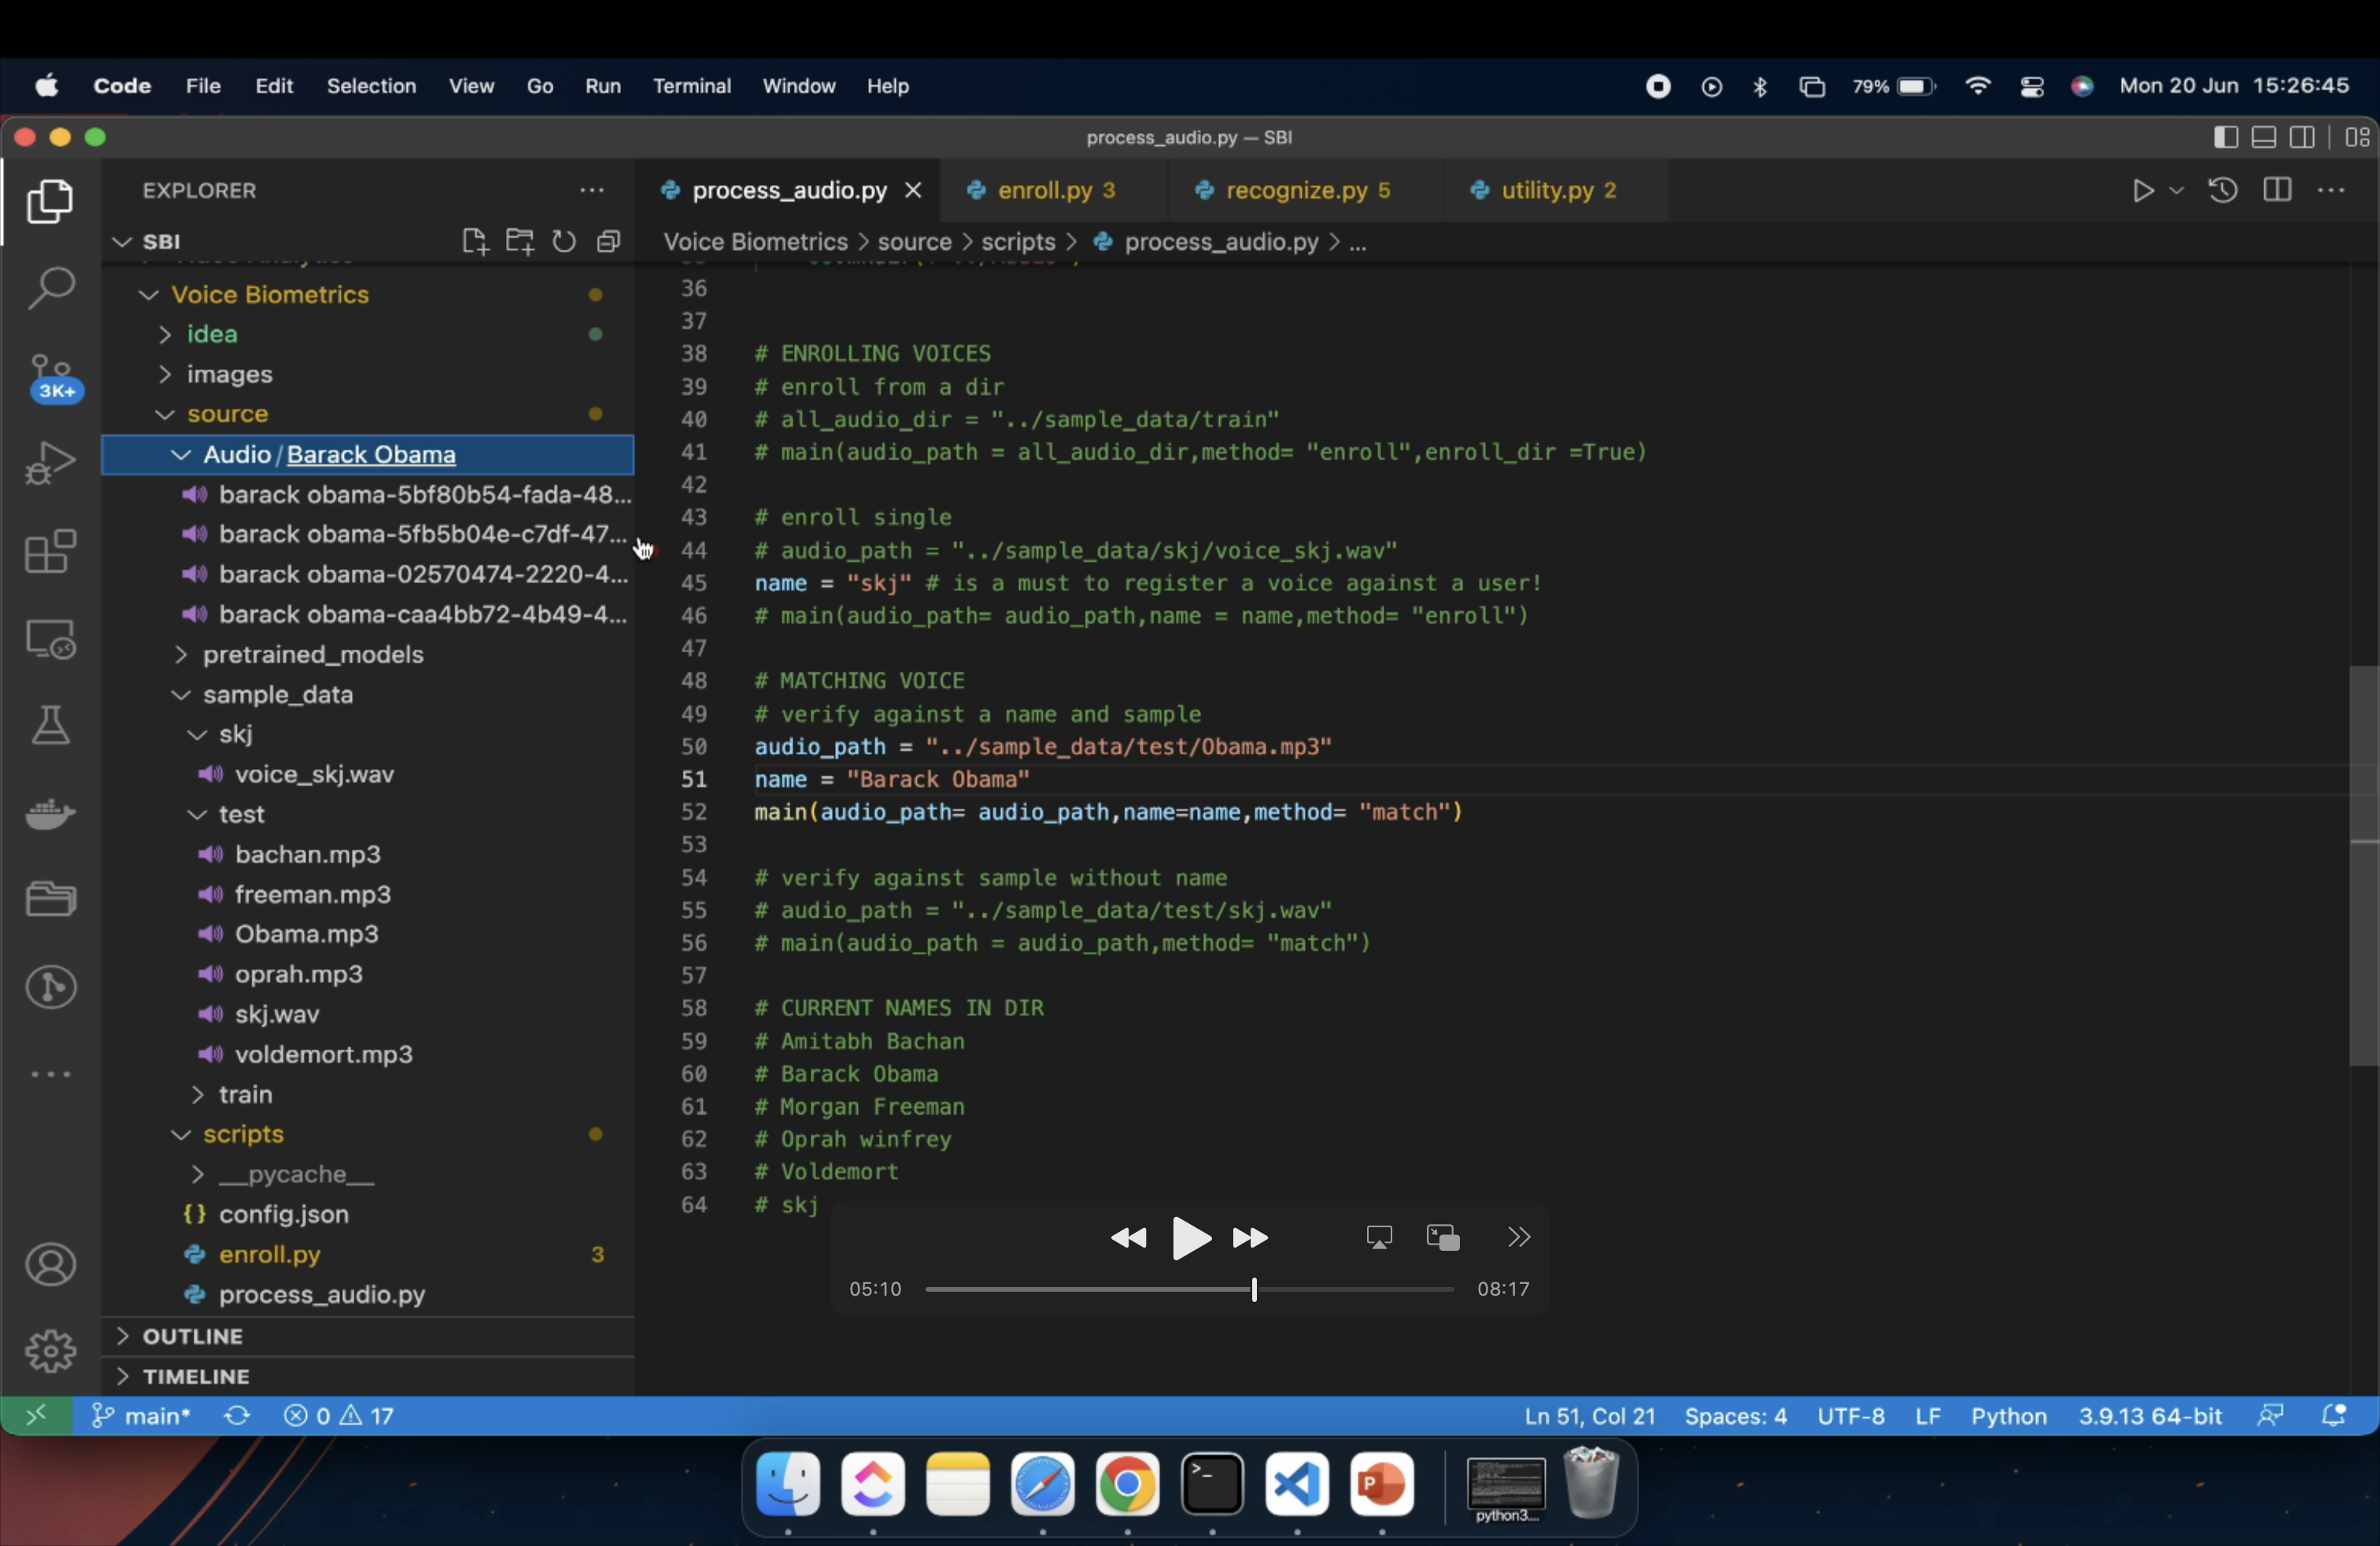 Code File Edit Selection View Go Run Terminal Window Help 79% Mon 20 Jun 15:26:45
process_audio.py — SBI
EXPLORER
SBI
Voice Biometrics
idea
images
source
Audio/Barack Obama
barack obama-5bf80b54-fada-48...
barack obama-5fb5b04e-c7df-47...
barack obama-02570474-2220-4...
barack obama-caa4bb72-4b49-4...
pretrained_models
sample_data
skj
voice_skj.wav
test
bachan.mp3
freeman.mp3
Obama.mp3
oprah.mp3
skj.wav
voldemort.mp3
train
scripts
__pycache__
{} config.json
enroll.py 3
process_audio.py
OUTLINE
TIMELINE
3K+
process_audio.py enroll.py 3 recognize.py 5 utility.py 2
Voice Biometrics > source > scripts > process_audio.py > ...
36
37
38 # ENROLLING VOICES
39 # enroll from a dir
40 # all_audio_dir = "../sample_data/train"
41 # main(audio_path = all_audio_dir,method= "enroll",enroll_dir =True)
42
43 # enroll single
44 # audio_path = "../sample_data/skj/voice_skj.wav"
45 name = "skj" # is a must to register a voice against a user!
46 # main(audio_path= audio_path,name = name,method= "enroll")
47
48 # MATCHING VOICE
49 # verify against a name and sample
50 audio_path = "../sample_data/test/Obama.mp3"
51 name = "Barack Obama"
52 main(audio_path= audio_path,name=name,method= "match")
53
54 # verify against sample without name
55 # audio_path = "../sample_data/test/skj.wav"
56 # main(audio_path = audio_path,method= "match")
57
58 # CURRENT NAMES IN DIR
59 # Amitabh Bachan
60 # Barack Obama
61 # Morgan Freeman
62 # Oprah winfrey
63 # Voldemort
64 # skj
05:10 08:17
main* 0 17 Ln 51, Col 21 Spaces: 4 UTF-8 LF Python 3.9.13 64-bit
P
python3...